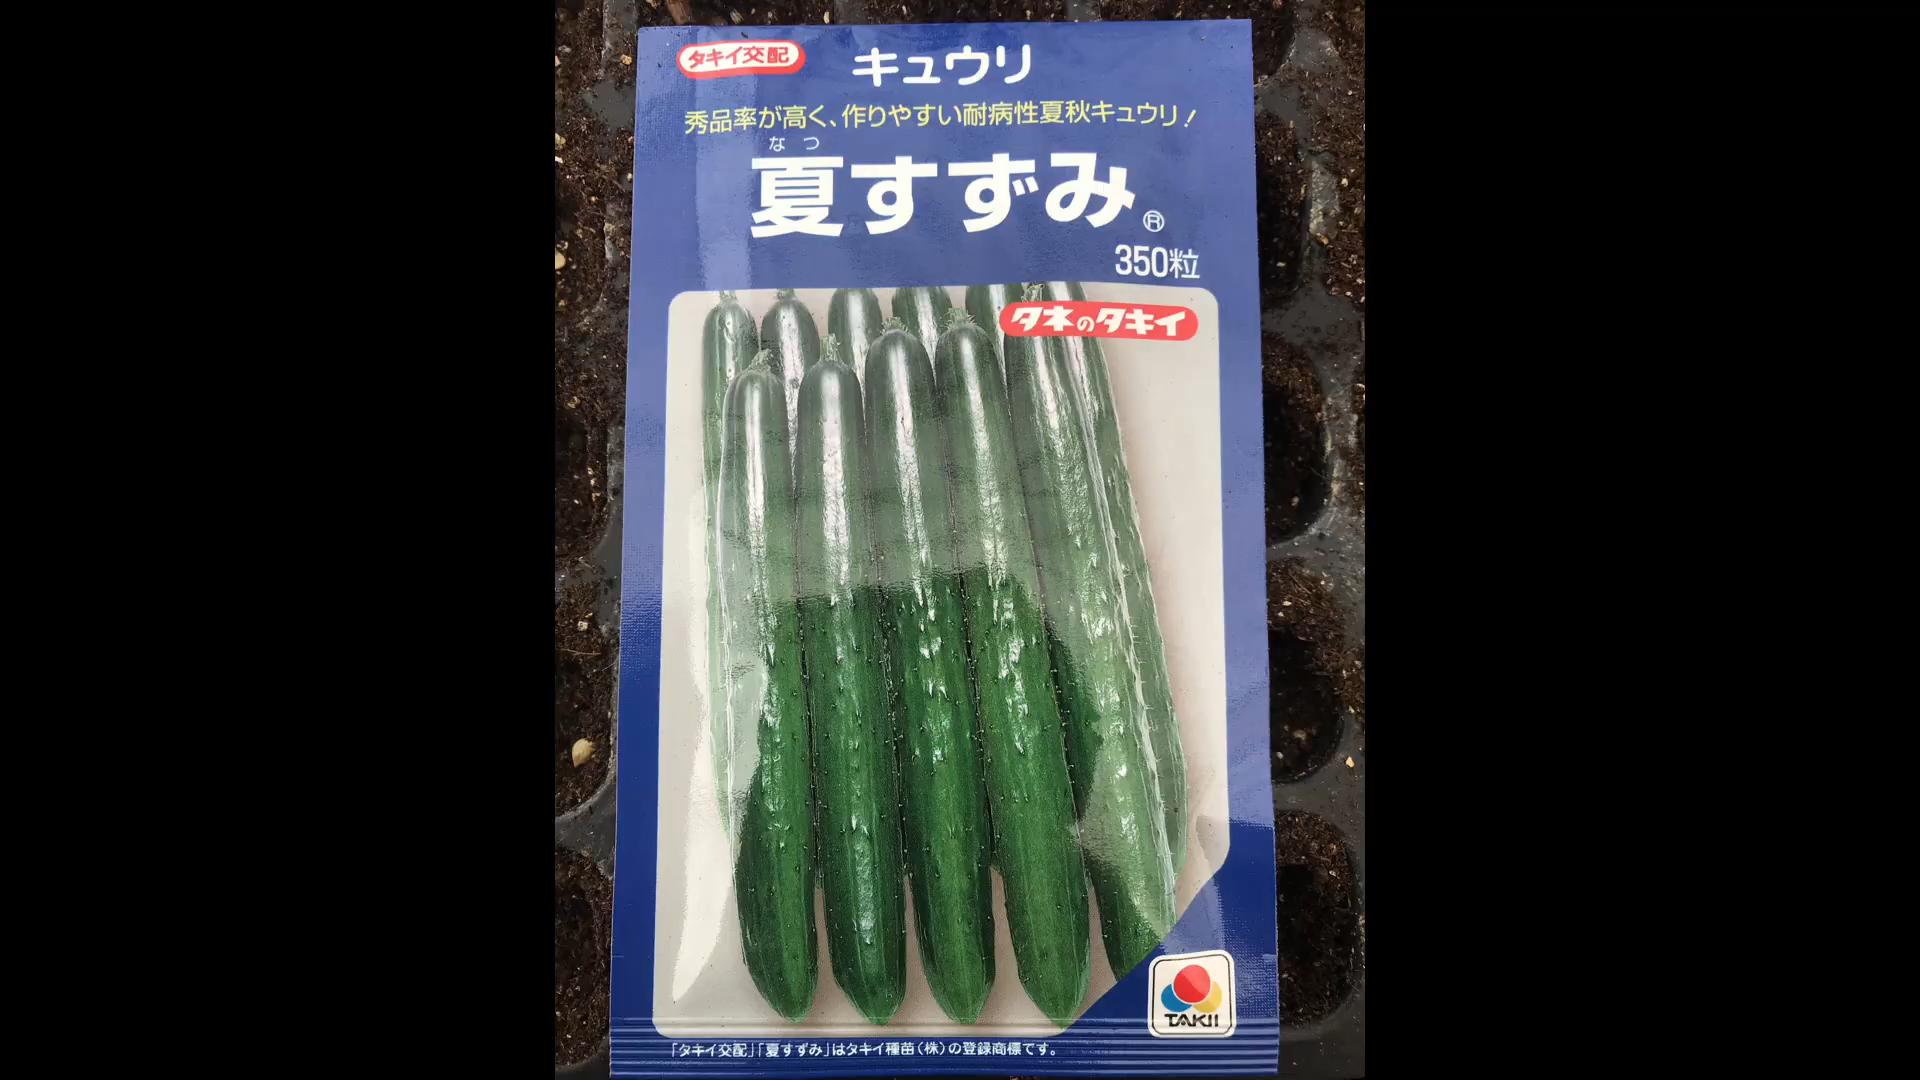 タキイ交配
キュウリ
秀品率が高く、作りやすい耐病性夏秋キュウリ!
なつ
夏すずみ®
350粒
タネのタキイ
TAKII
「タキイ交配」「夏すずみ」はタキイ種苗(株)の登録商標です。